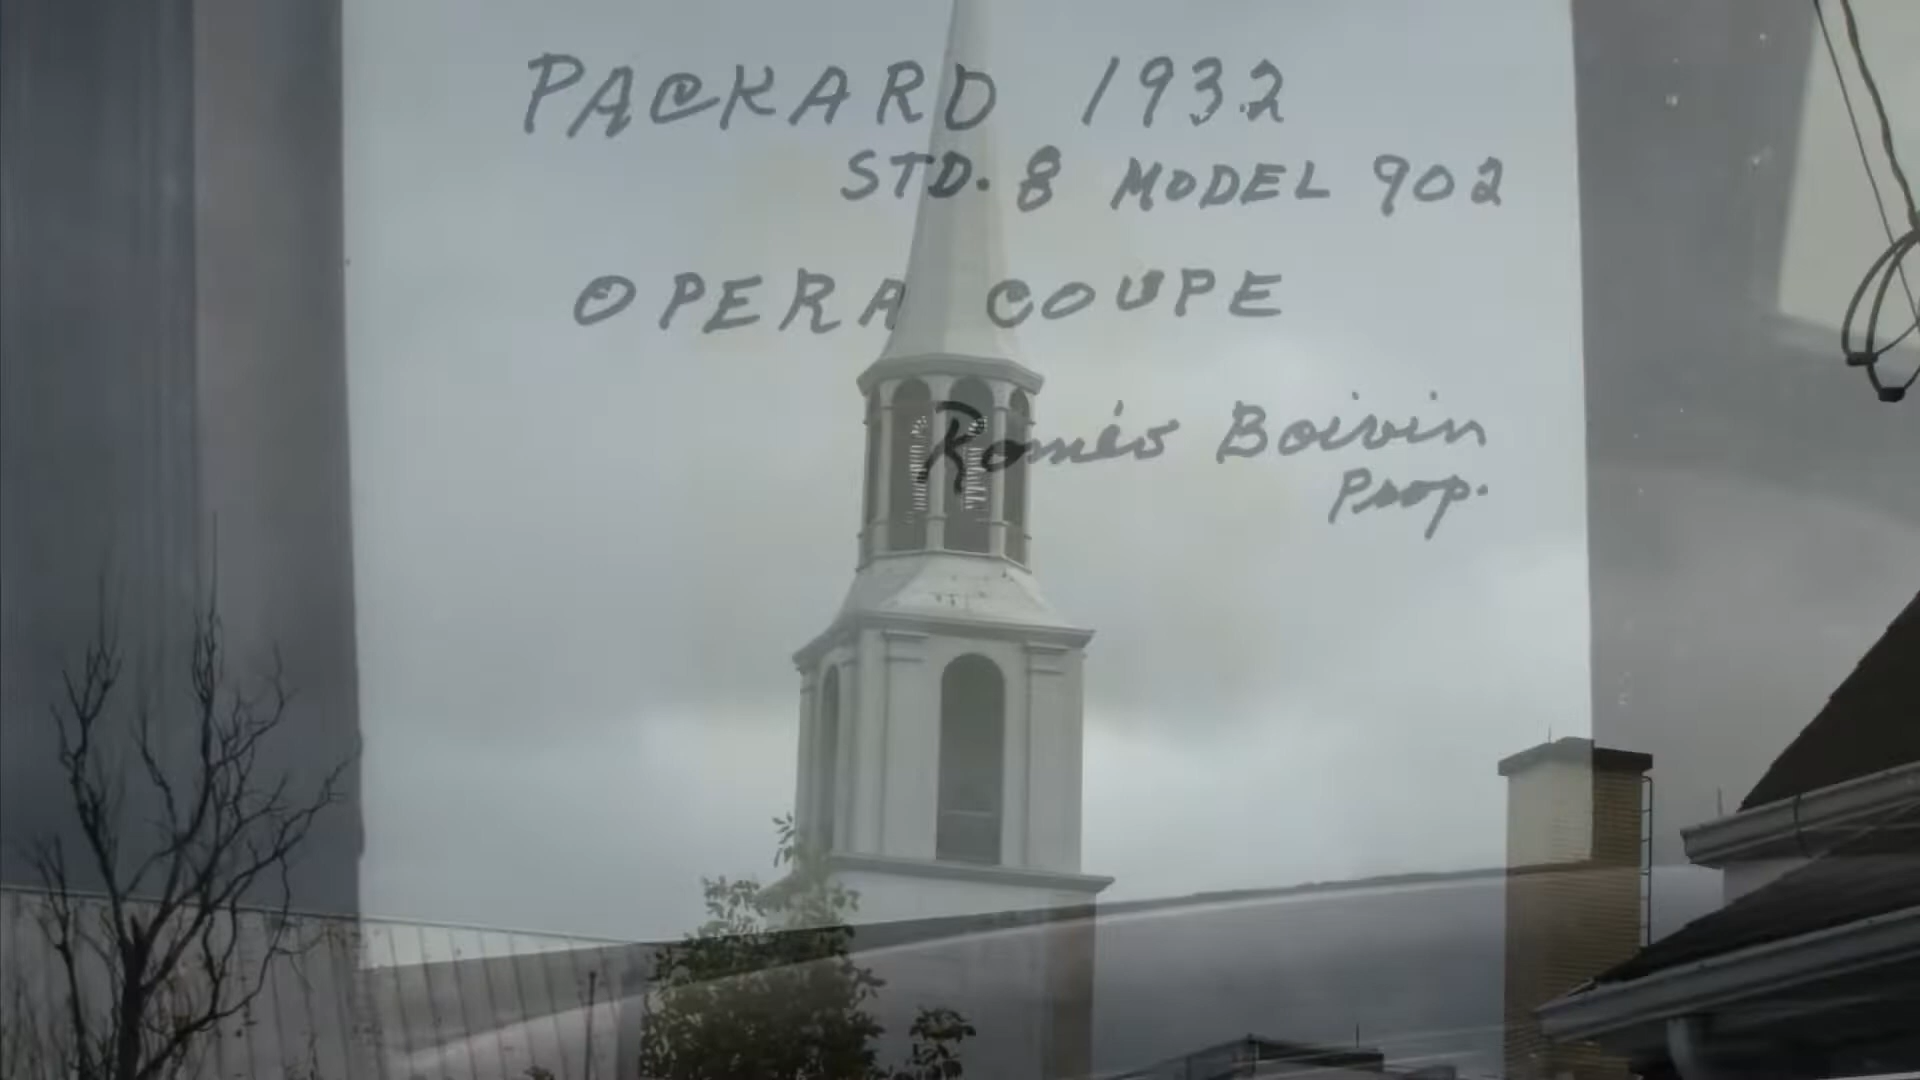 PACKARD 1932
STD. 8 MODEL 902
OPERA COUPE
Roméo Boivin
Prop.